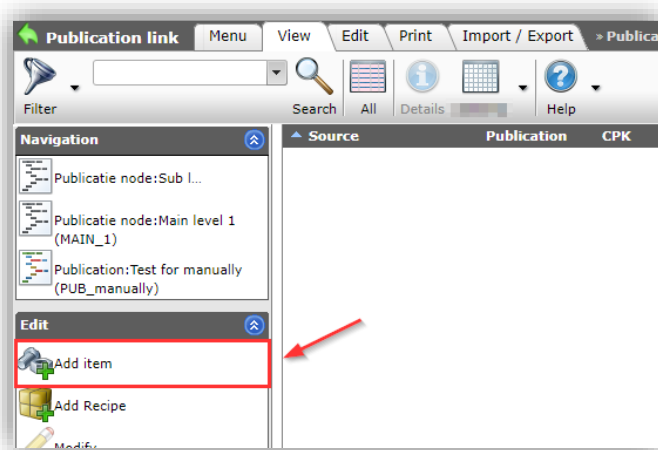 Publication link Menu View Edit Print Import / Export » Publica
Filter Search All Details Help
Navigation
Source Publication CPK
Publicatie node:Sub l...
Publicatie node:Main level 1
(MAIN_1)
Publication:Test for manually
(PUB_manually)
Edit
Add item
Add Recipe
Modify